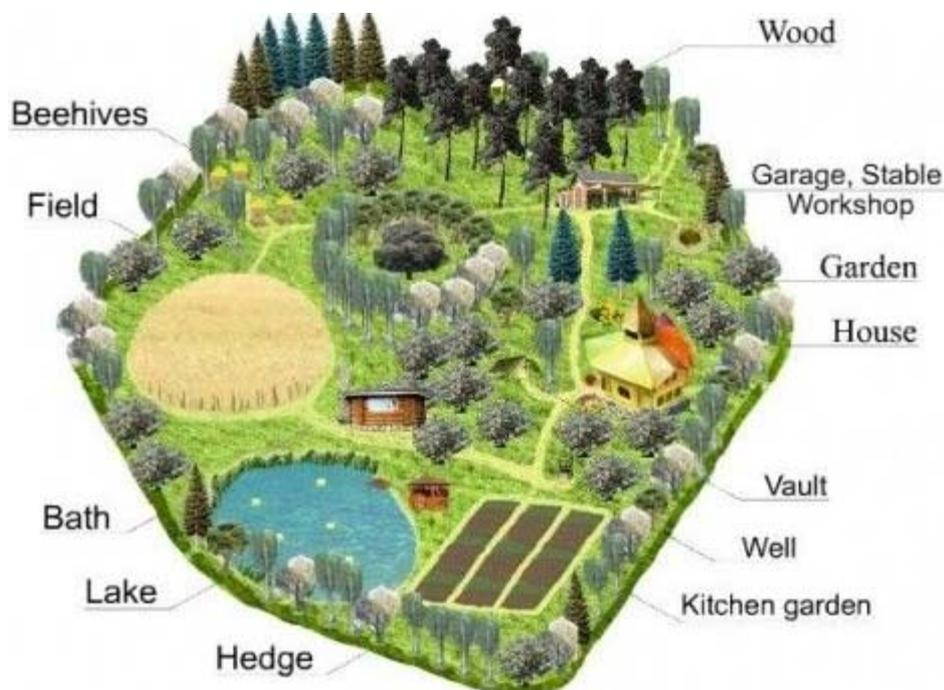 Wood
Beehives
Garage, Stable
Workshop
Field
Garden
House
Vault
Bath
Well
Lake
Kitchen garden
Hedge